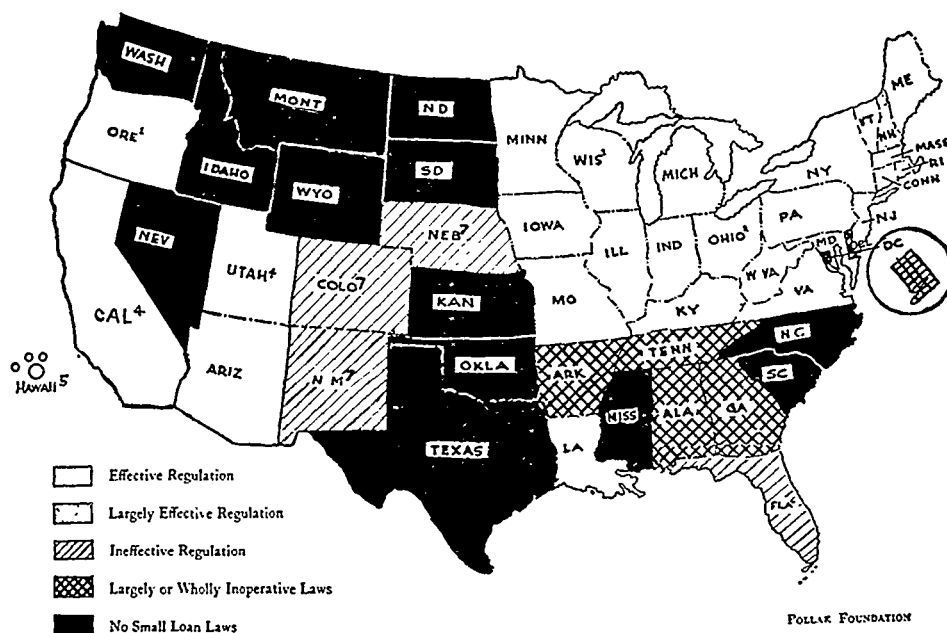 WASH
MONT
ND
MINN
ME
VT
NH
MASS
RI
CONN
ORE¹
IDAHO
WYO
SD
WIS²
MICH
NY
NEV
UTAH⁴
NEB⁷
IOWA
ILL
IND
OHIO²
PA
NJ
MD
DEL
DC
CAL⁴
COLO⁷
KAN
MO
W VA
VA
KY
HAWAII⁵
ARIZ
N M⁷
OKLA
ARK
TENN
NC
SC
TEXAS
LA
MISS
ALA
GA
FLA
Effective Regulation
Largely Effective Regulation
Ineffective Regulation
Largely or Wholly Inoperative Laws
No Small Loan Laws
POLLAK FOUNDATION